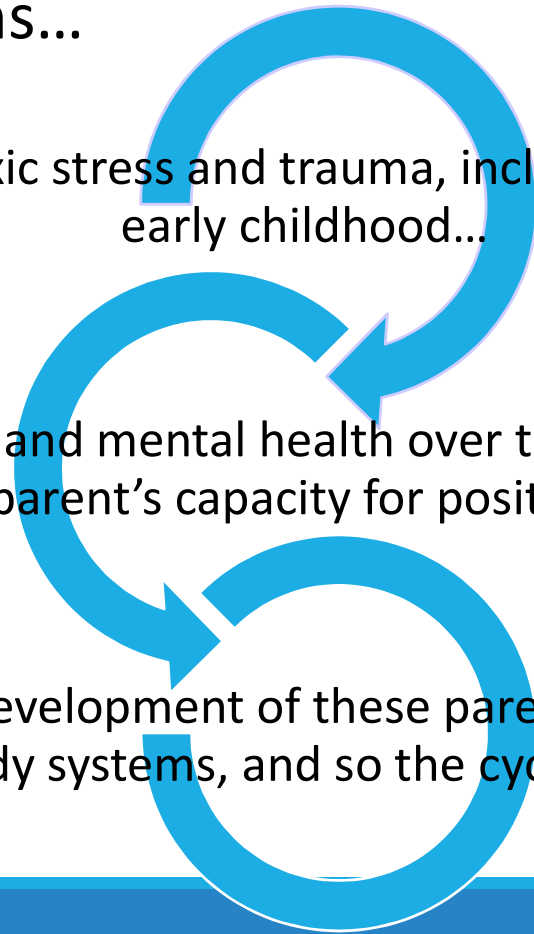 ns...
xic stress and trauma, incl
early childhood...
and mental health over t
parent’s capacity for posit
evelopment of these pare
dy systems, and so the cyc